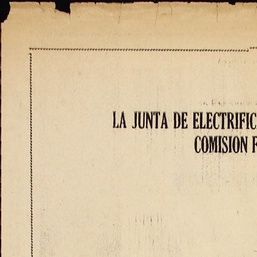 LA JUNTA DE ELECTRIFIC
COMISION F